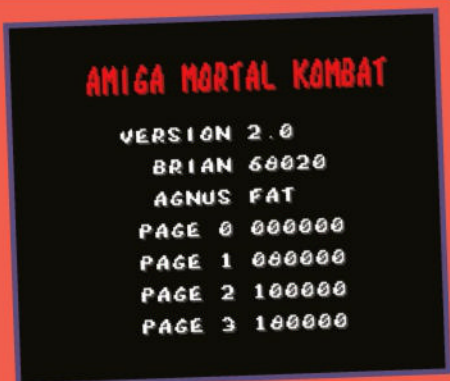 AMIGA MORTAL KOMBAT
VERSION 2.0
BRIAN 68020
AGNUS FAT
PAGE 0 000000
PAGE 1 080000
PAGE 2 100000
PAGE 3 180000